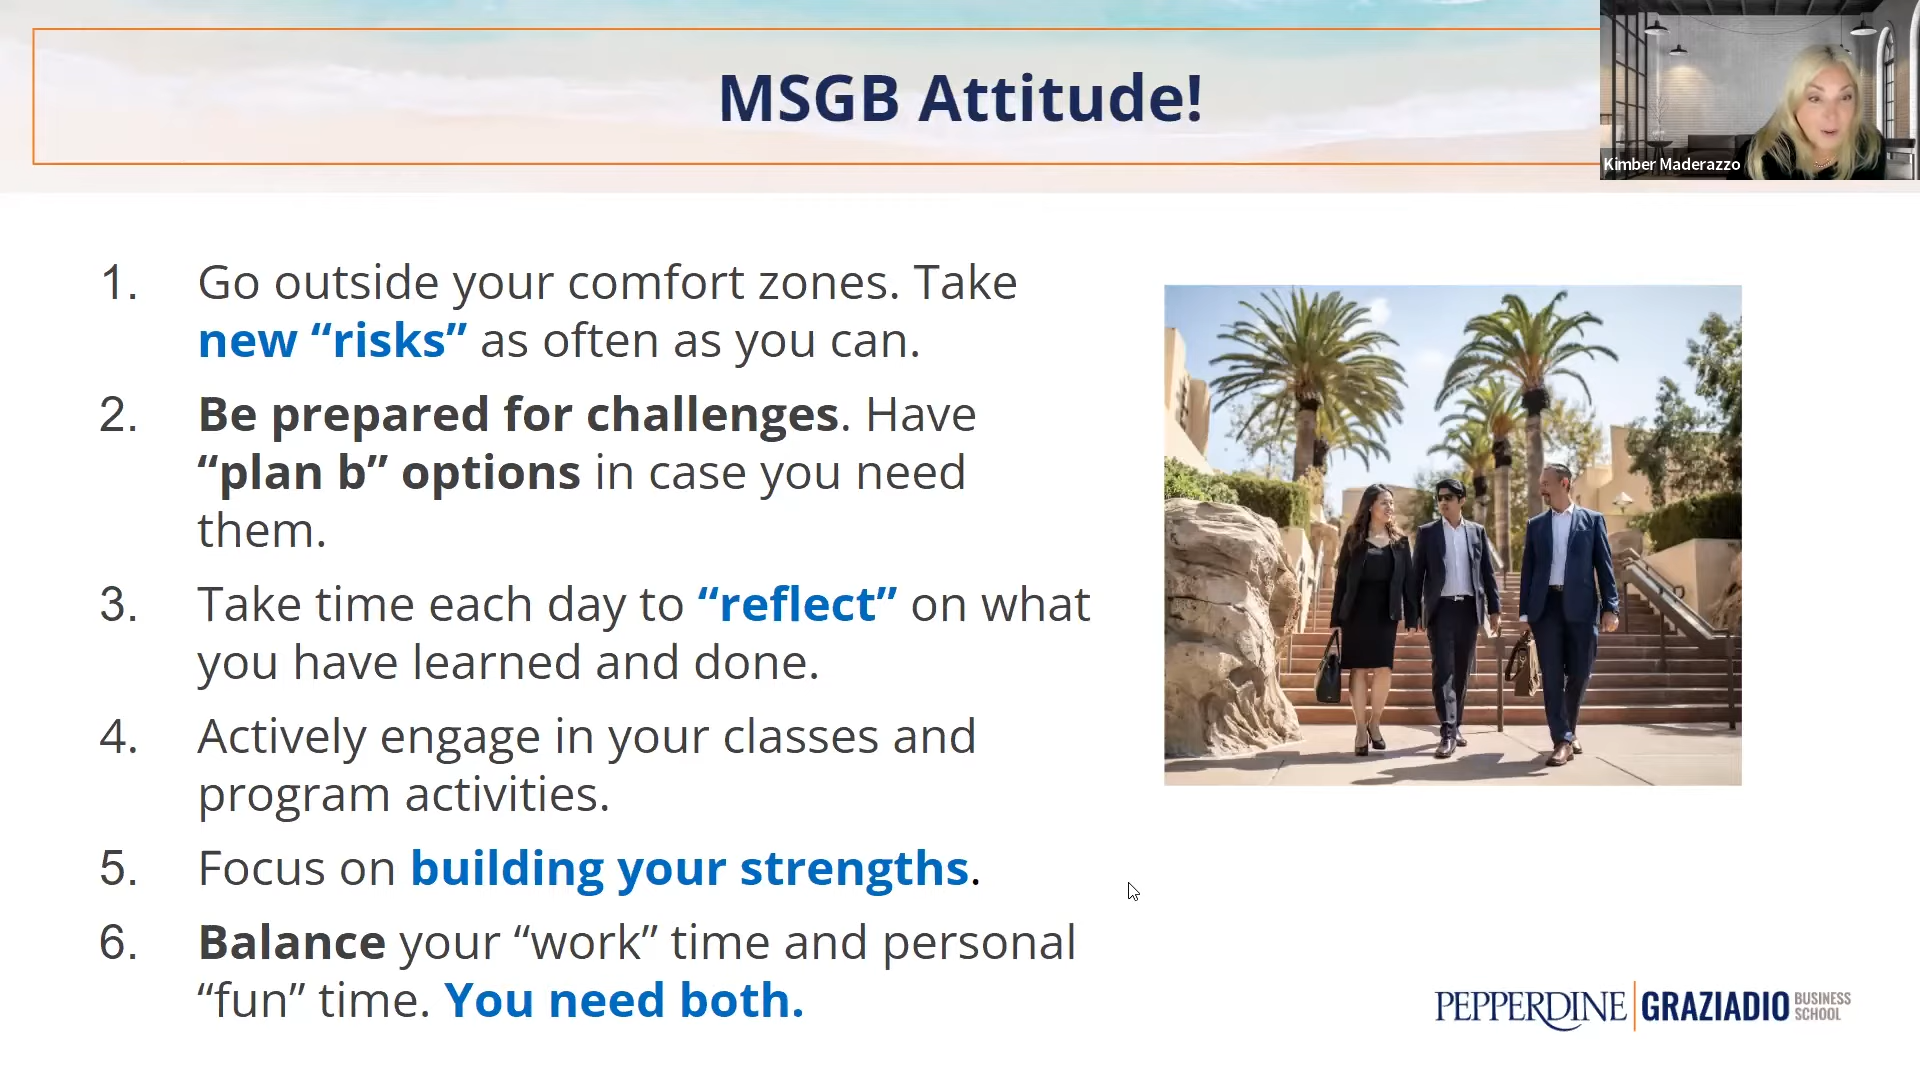 MSGB Attitude!
Kimber Maderazzo
1. Go outside your comfort zones. Take
new “risks” as often as you can.
2. Be prepared for challenges. Have
“plan b” options in case you need
them.
3. Take time each day to “reflect” on what
you have learned and done.
4. Actively engage in your classes and
program activities.
5. Focus on building your strengths.
6. Balance your “work” time and personal
“fun” time. You need both.
PEPPERDINE GRAZIADIO BUSINESS
SCHOOL